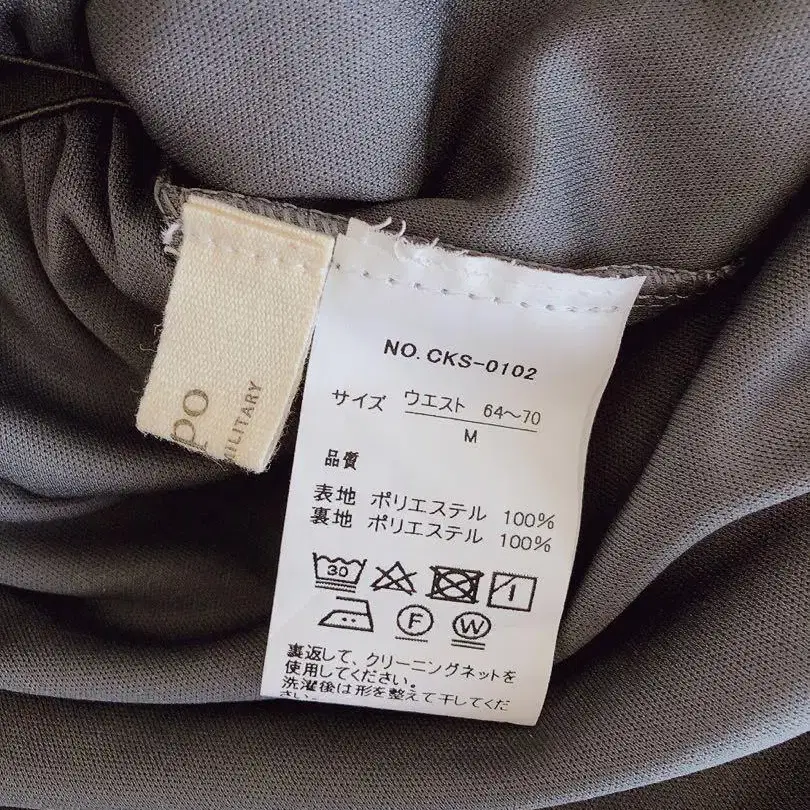 po
MILITARY
NO. CKS-0102
サイズ ウエスト 64～70
M
品質
表地 ポリエステル 100%
裏地 ポリエステル 100%
30
1
F W
裏返して、クリーニングネットを
使用してください。
洗濯後は形を整えて干してくだ
さい。